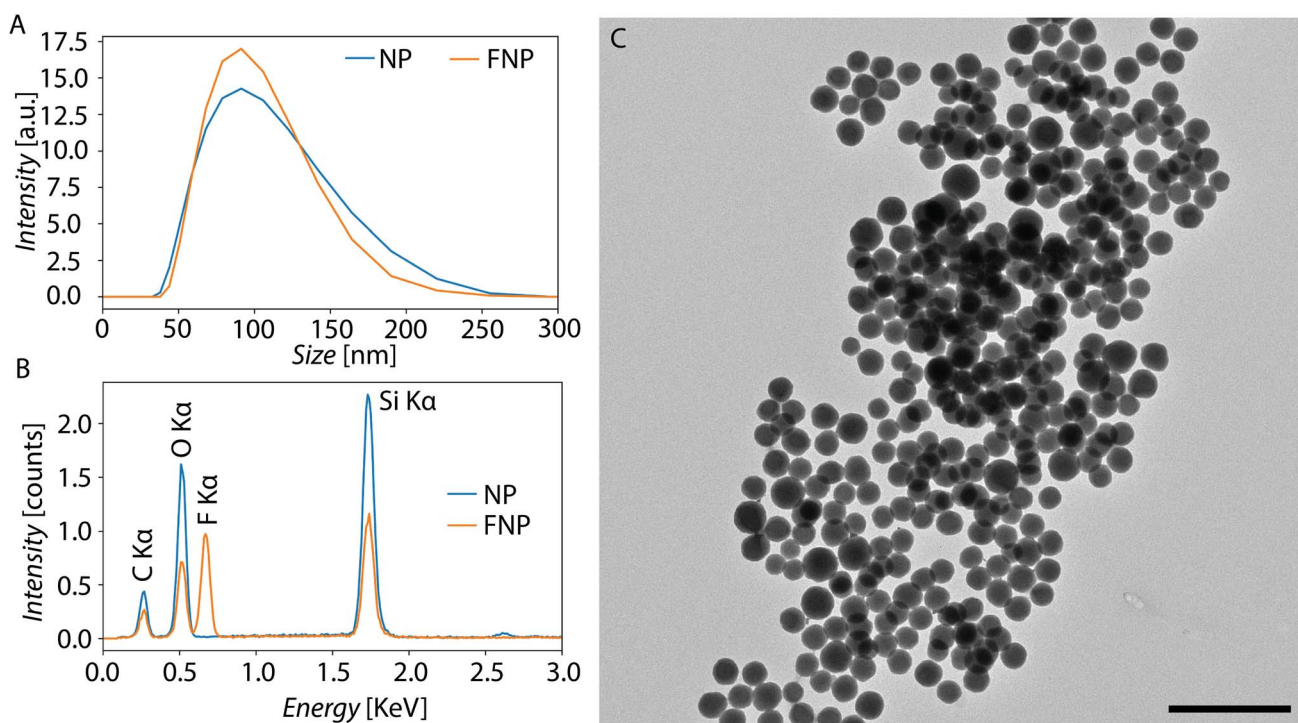 A
17.5
15.0
12.5
10.0
7.5
5.0
2.5
0.0
Intensity [a.u.]
NP
FNP
0 50 100 150 200 250 300
Size [nm]
B
2.0
1.5
1.0
0.5
0.0
Intensity [counts]
C Kα
O Kα
F Kα
Si Kα
NP
FNP
0.0 0.5 1.0 1.5 2.0 2.5 3.0
Energy [KeV]
C